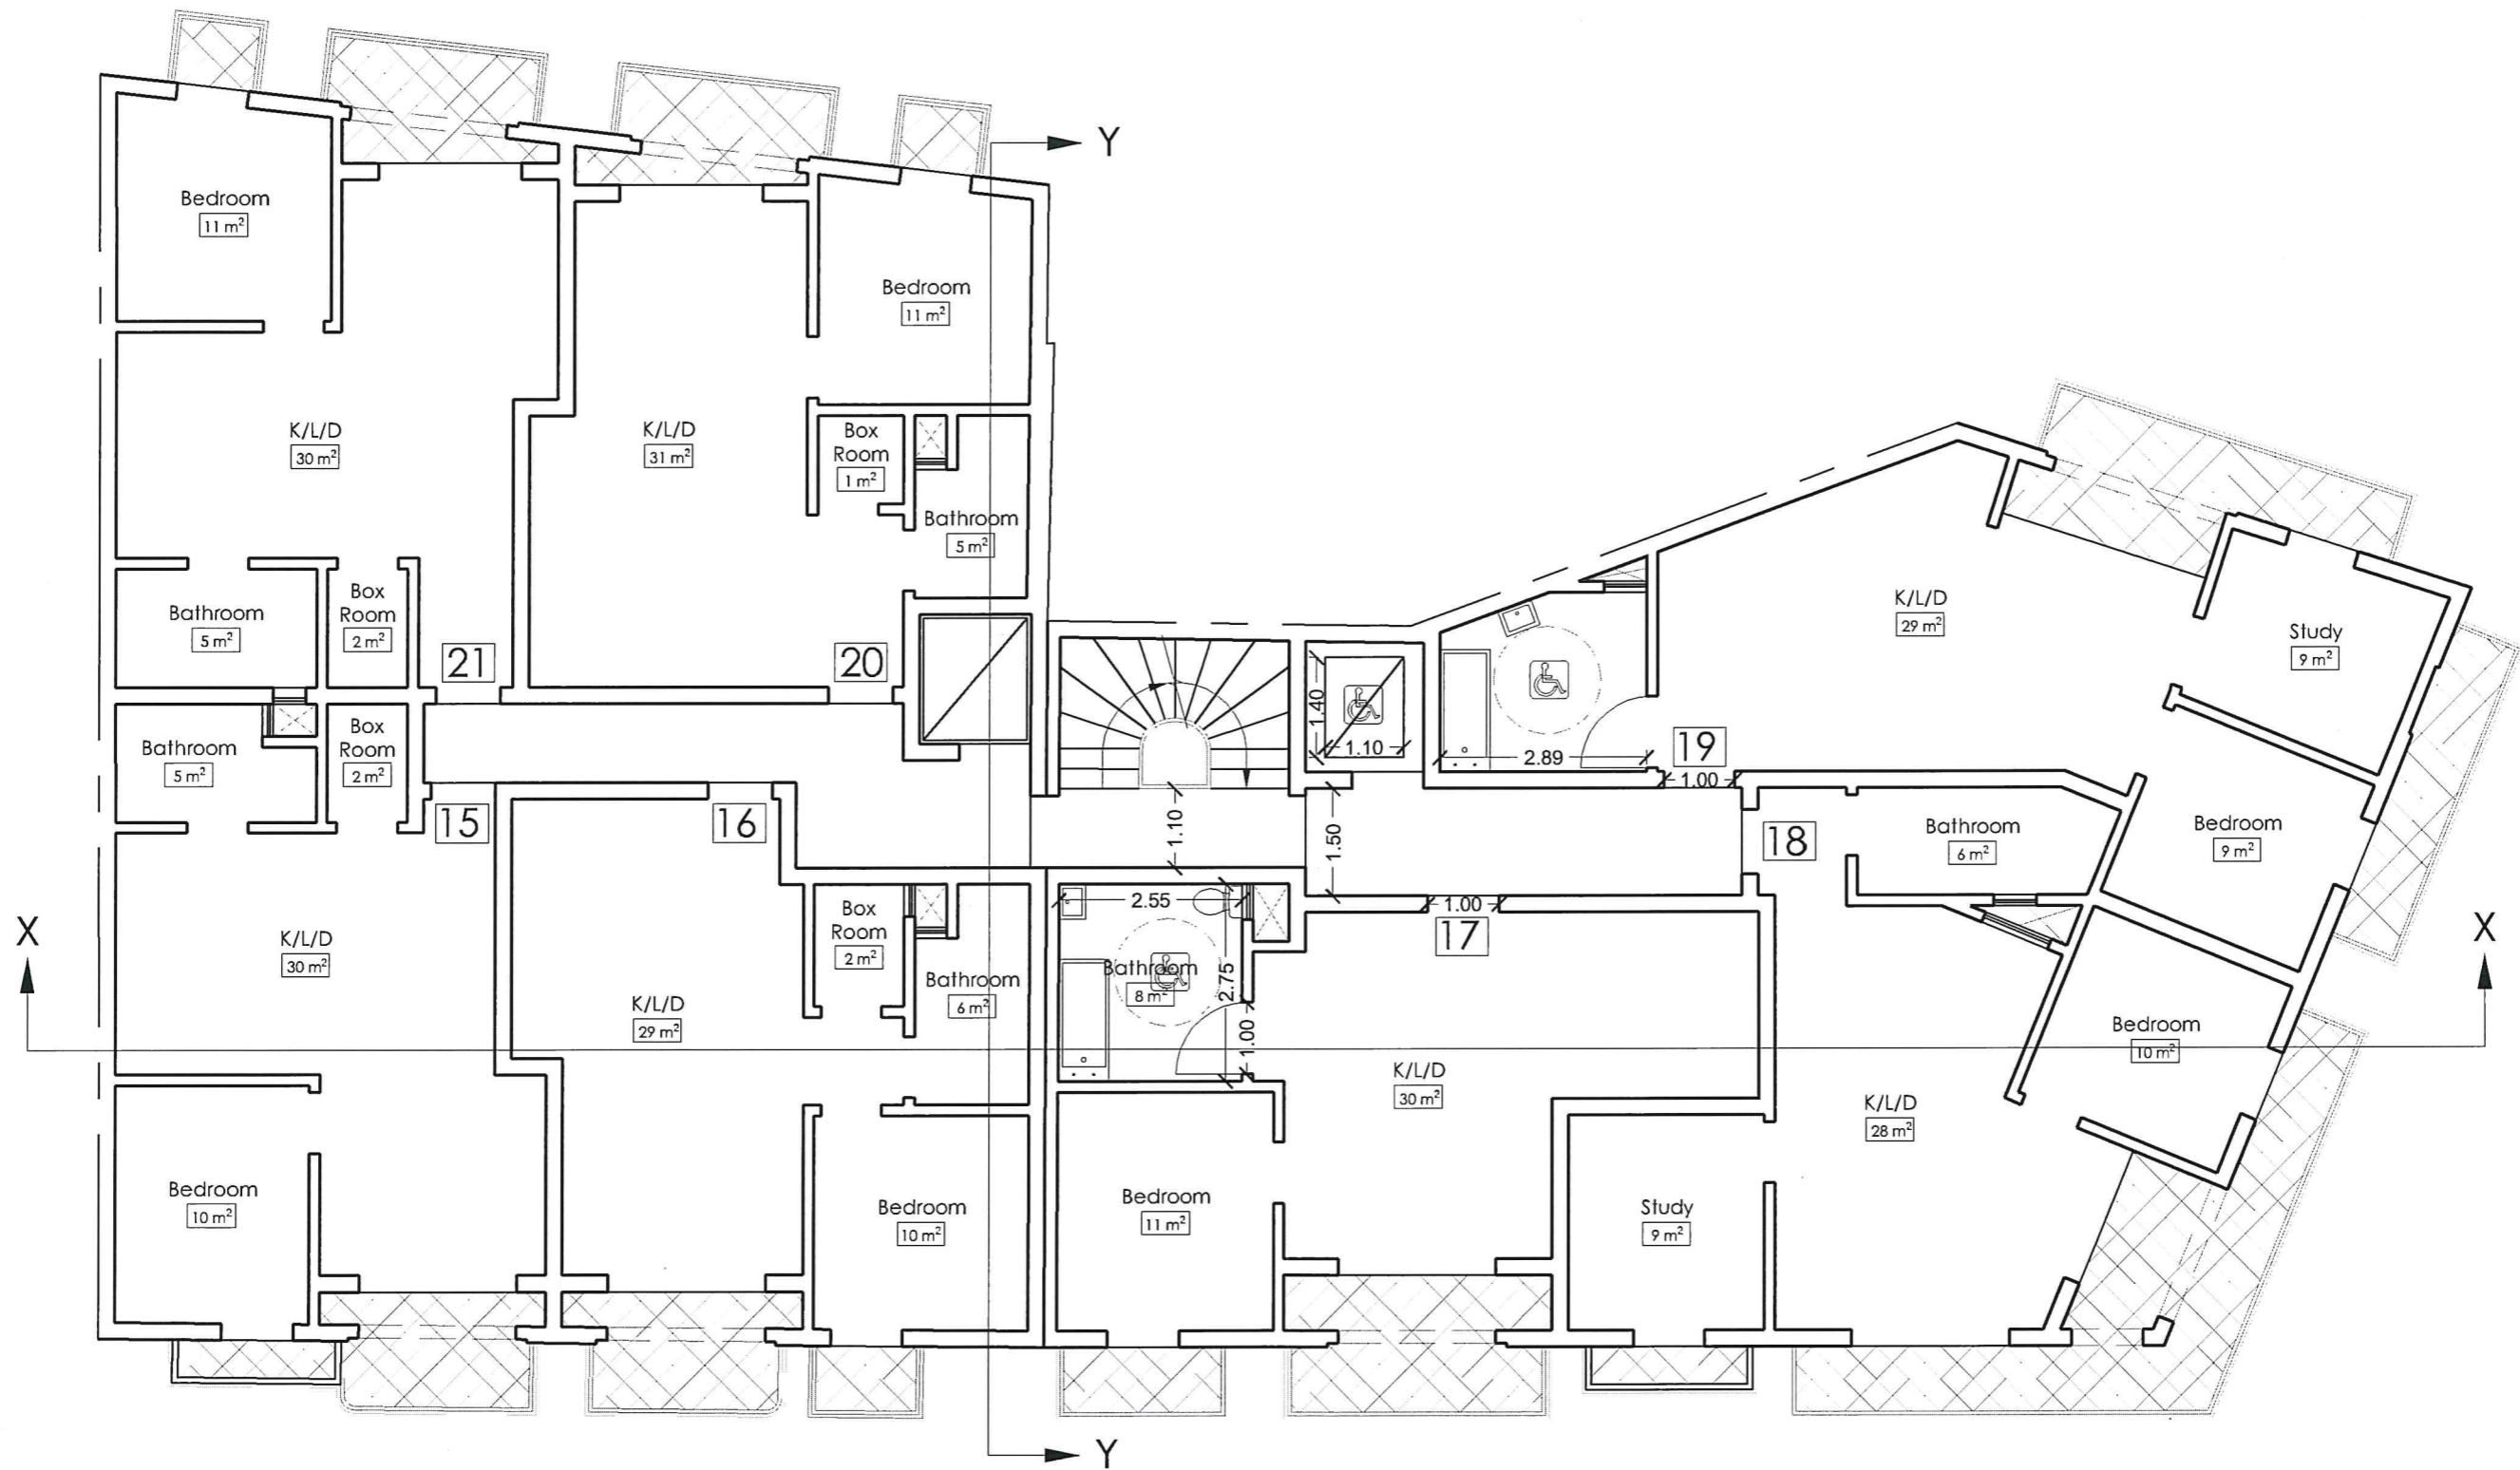 Y
Bedroom
11 m²
Bedroom
11 m²
K/L/D
30 m²
K/L/D
31 m²
Box
Room
1 m²
Bathroom
5 m²
Bathroom
5 m²
Box
Room
2 m²
21
20
Bathroom
5 m²
Box
Room
2 m²
15
16
1.40
1.10
2.89
19
1.00
K/L/D
29 m²
Study
9 m²
1.10
1.50
18
Bathroom
6 m²
Bedroom
9 m²
X
K/L/D
30 m²
K/L/D
29 m²
Box
Room
2 m²
Bathroom
6 m²
2.55
Bathroom
8 m²
2.75
1.00
1.00
17
K/L/D
30 m²
K/L/D
28 m²
Bedroom
10 m²
X
Bedroom
10 m²
Bedroom
10 m²
Bedroom
11 m²
Study
9 m²
Y